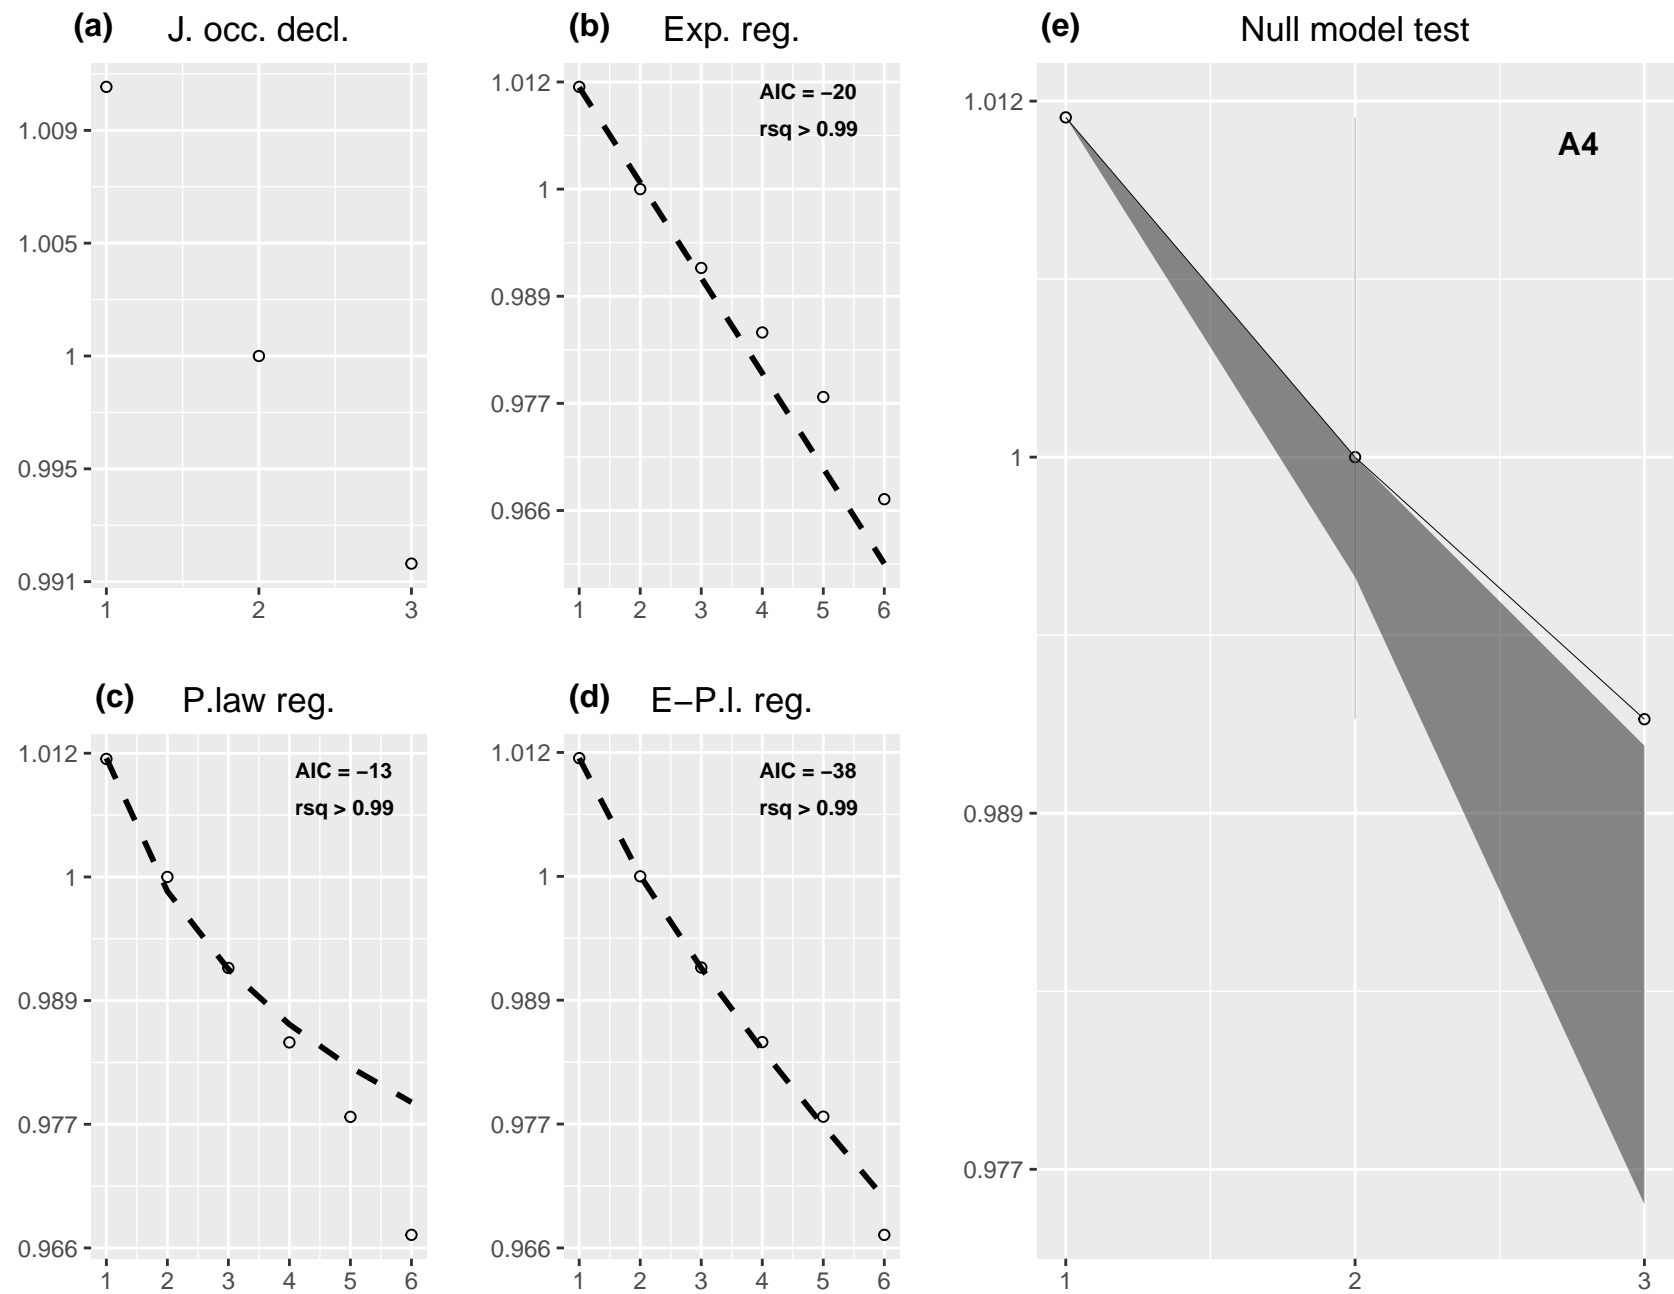 (a) J. occ. decl.
1.009
1.005
1
0.995
0.991
1 2 3
(b) Exp. reg.
AIC = −20
rsq > 0.99
1.012
1
0.989
0.977
0.966
1 2 3 4 5 6
(c) P.law reg.
AIC = −13
rsq > 0.99
1.012
1
0.989
0.977
0.966
1 2 3 4 5 6
(d) E−P.l. reg.
AIC = −38
rsq > 0.99
1.012
1
0.989
0.977
0.966
1 2 3 4 5 6
(e) Null model test
A4
1.012
1
0.989
0.977
1 2 3